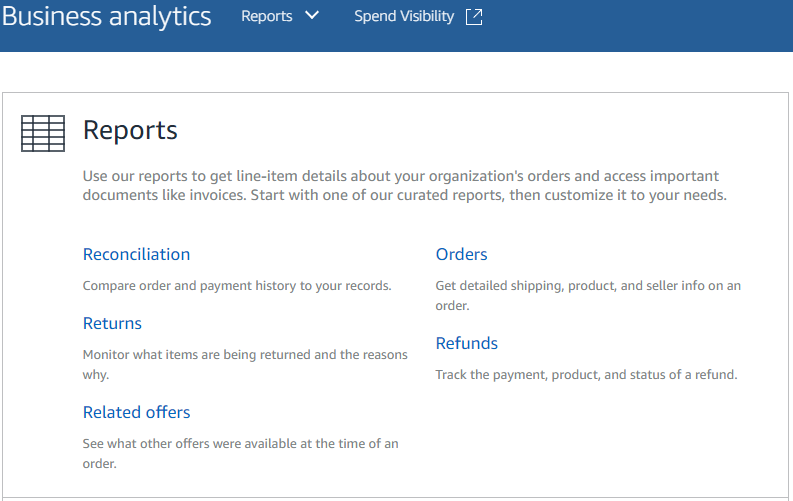 Business analytics
Reports
Spend Visibility
Reports
Use our reports to get line-item details about your organization's orders and access important
documents like invoices. Start with one of our curated reports, then customize it to your needs.
Reconciliation
Compare order and payment history to your records.
Returns
Monitor what items are being returned and the reasons
why.
Related offers
See what other offers were available at the time of an
order.
Orders
Get detailed shipping, product, and seller info on an
order.
Refunds
Track the payment, product, and status of a refund.